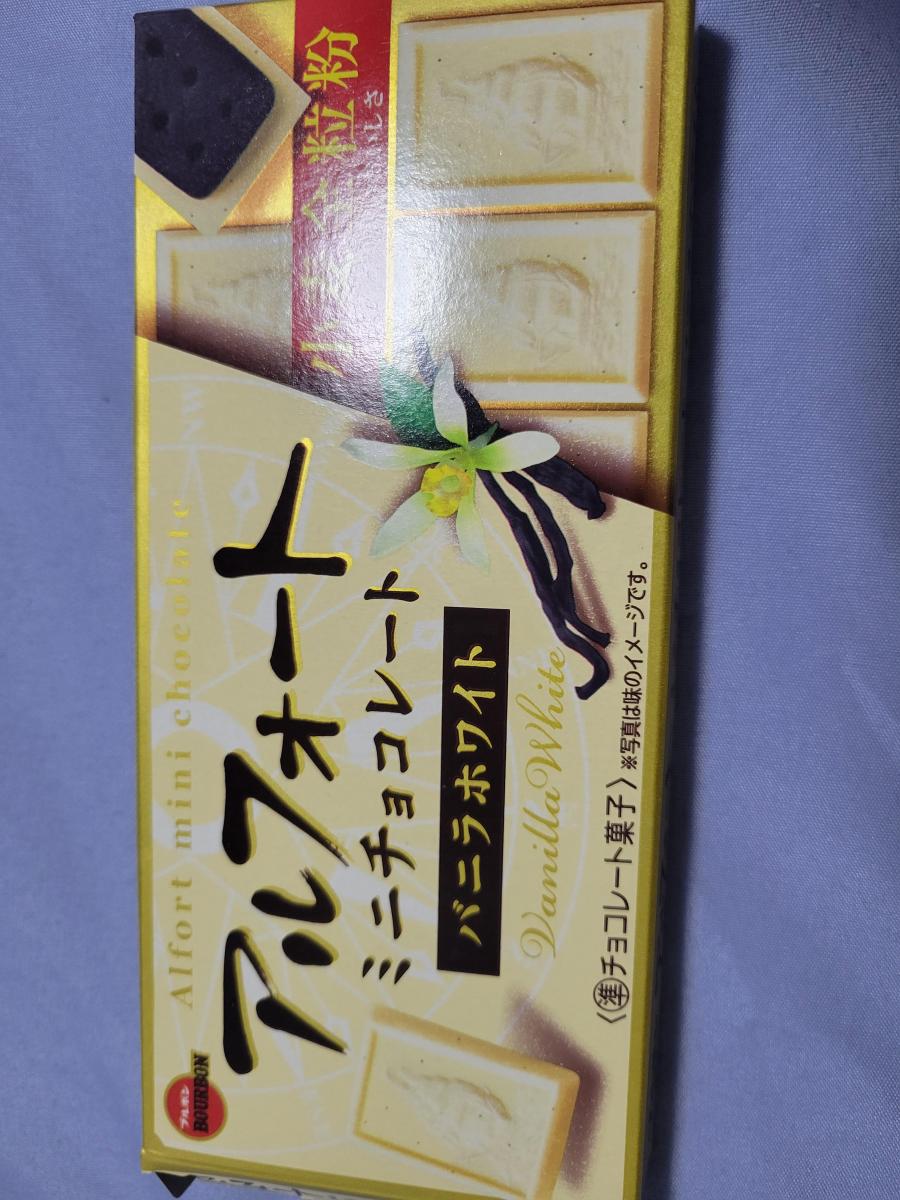 ブルボン
BOURBON
Alfort mini chocolate
アルフォート
ミニチョコレート
バニラホワイト
Vanilla White
〈準チョコレート菓子〉※写真は味のイメージです。
小麦全粒粉